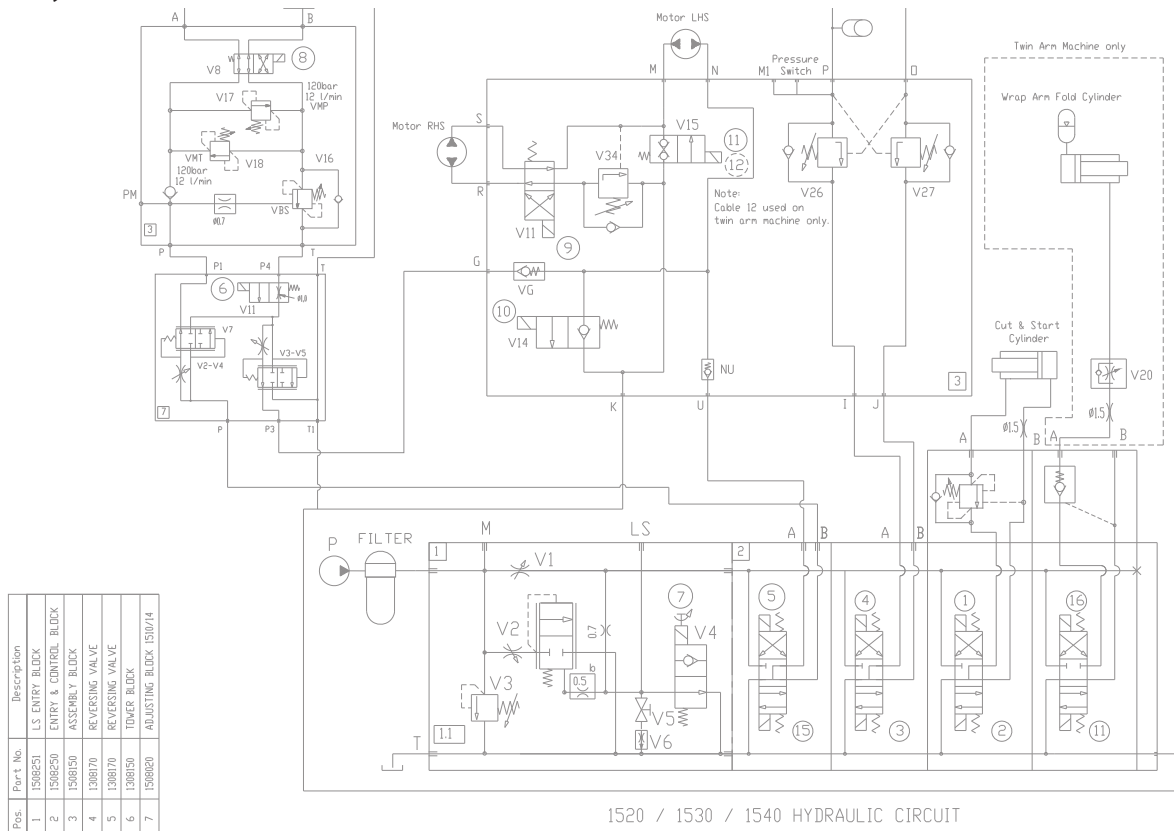 A
B
V8
8
V17
120bar
12 l/min
VMP
VMT
V18
120bar
12 l/min
V16
PM
VBS
ø0.7
3
P
T
P1
P4
T
6
V11
ø1,0
V7
V2-V4
V3-V5
7
P
P3
T1
Motor LHS
M
N
Motor RHS
S
R
V34
V15
11
12
Note:
Cable 12 used on
twin arm machine only.
V11
9
G
VG
10
V14
NU
K
U
I
J
3
M1
Pressure
Switch
P
O
V26
V27
Twin Arm Machine only
Wrap Arm Fold Cylinder
Cut & Start
Cylinder
V20
ø1.5
ø1.5
A
B
A
B
P
FILTER
1
M
LS
2
A
B
A
B
V1
V2
0.7
V3
0.5
b
7
V4
V5
V6
1.1
T
5
15
4
3
1
2
16
11
Pos. Part No. Description
1 1508251 LS ENTRY BLOCK
2 1508250 ENTRY & CONTROL BLOCK
3 1508150 ASSEMBLY BLOCK
4 1308170 REVERSING VALVE
5 1308170 REVERSING VALVE
6 1308150 TOWER BLOCK
7 1508020 ADJUSTING BLOCK 1510/14
1520 / 1530 / 1540 HYDRAULIC CIRCUIT